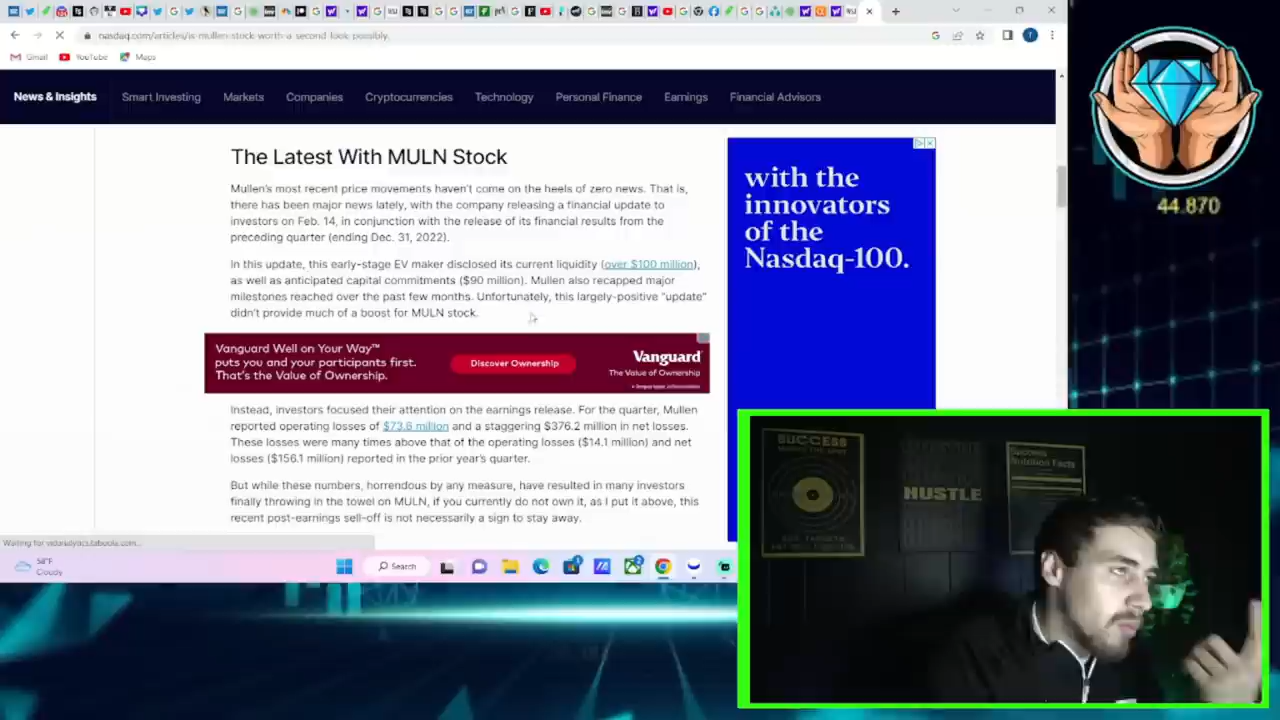 nasdaq.com/articles/is-mullen-stock-worth-a-second-look-possibly.
Gmail YouTube Maps
News & Insights Smart Investing Markets Companies Cryptocurrencies Technology Personal Finance Earnings Financial Advisors
The Latest With MULN Stock
Mullen's most recent price movements haven't come on the heels of zero news. That is,
there has been major news lately, with the company releasing a financial update to
investors on Feb. 14, in conjunction with the release of its financial results from the
preceding quarter (ending Dec. 31, 2022).
In this update, this early-stage EV maker disclosed its current liquidity (over $100 million),
as well as anticipated capital commitments ($90 million). Mullen also recapped major
milestones reached over the past few months. Unfortunately, this largely-positive "update"
didn't provide much of a boost for MULN stock.
Vanguard Well on Your Way™
puts you and your participants first.
That's the Value of Ownership.
Discover Ownership
Vanguard
The Value of Ownership
Instead, investors focused their attention on the earnings release. For the quarter, Mullen
reported operating losses of $73.8 million and a staggering $376.2 million in net losses.
These losses were many times above that of the operating losses ($14.1 million) and net
losses ($156.1 million) reported in the prior year's quarter.
But while these numbers, horrendous by any measure, have resulted in many investors
finally throwing in the towel on MULN, if you currently do not own it, as I put it above, this
recent post-earnings sell-off is not necessarily a sign to stay away.
with the
innovators
of the
Nasdaq-100.
44.870
Waiting for vidanalytics.taboola.com...
58°F
Cloudy
Search
SUCCESS
HUSTLE
Success
Nutrition Facts